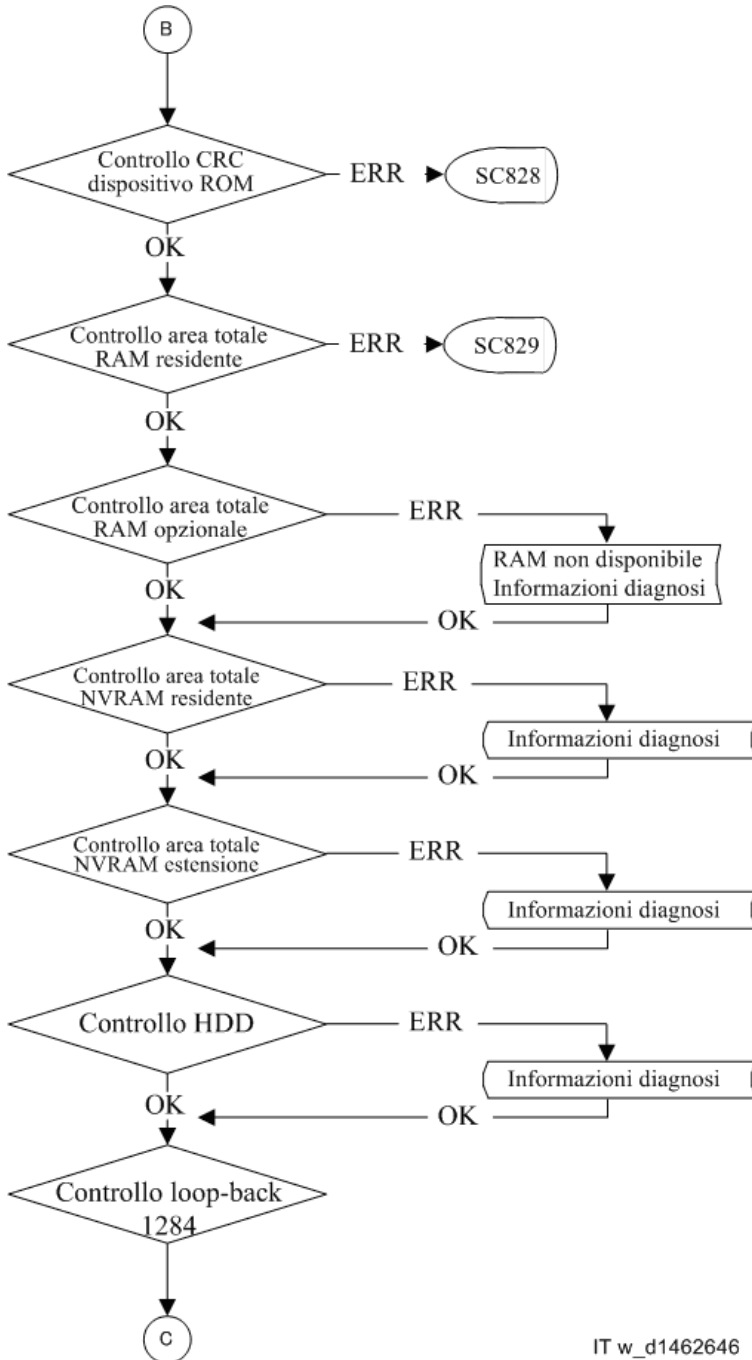 B
Controllo CRC
dispositivo ROM
ERR
SC828
OK
Controllo area totale
RAM residente
ERR
SC829
OK
Controllo area totale
RAM opzionale
ERR
RAM non disponibile
Informazioni diagnosi
OK
OK
Controllo area totale
NVRAM residente
ERR
Informazioni diagnosi
OK
OK
Controllo area totale
NVRAM estensione
ERR
Informazioni diagnosi
OK
OK
Controllo HDD
ERR
Informazioni diagnosi
OK
OK
Controllo loop-back
1284
C
IT w_d1462646